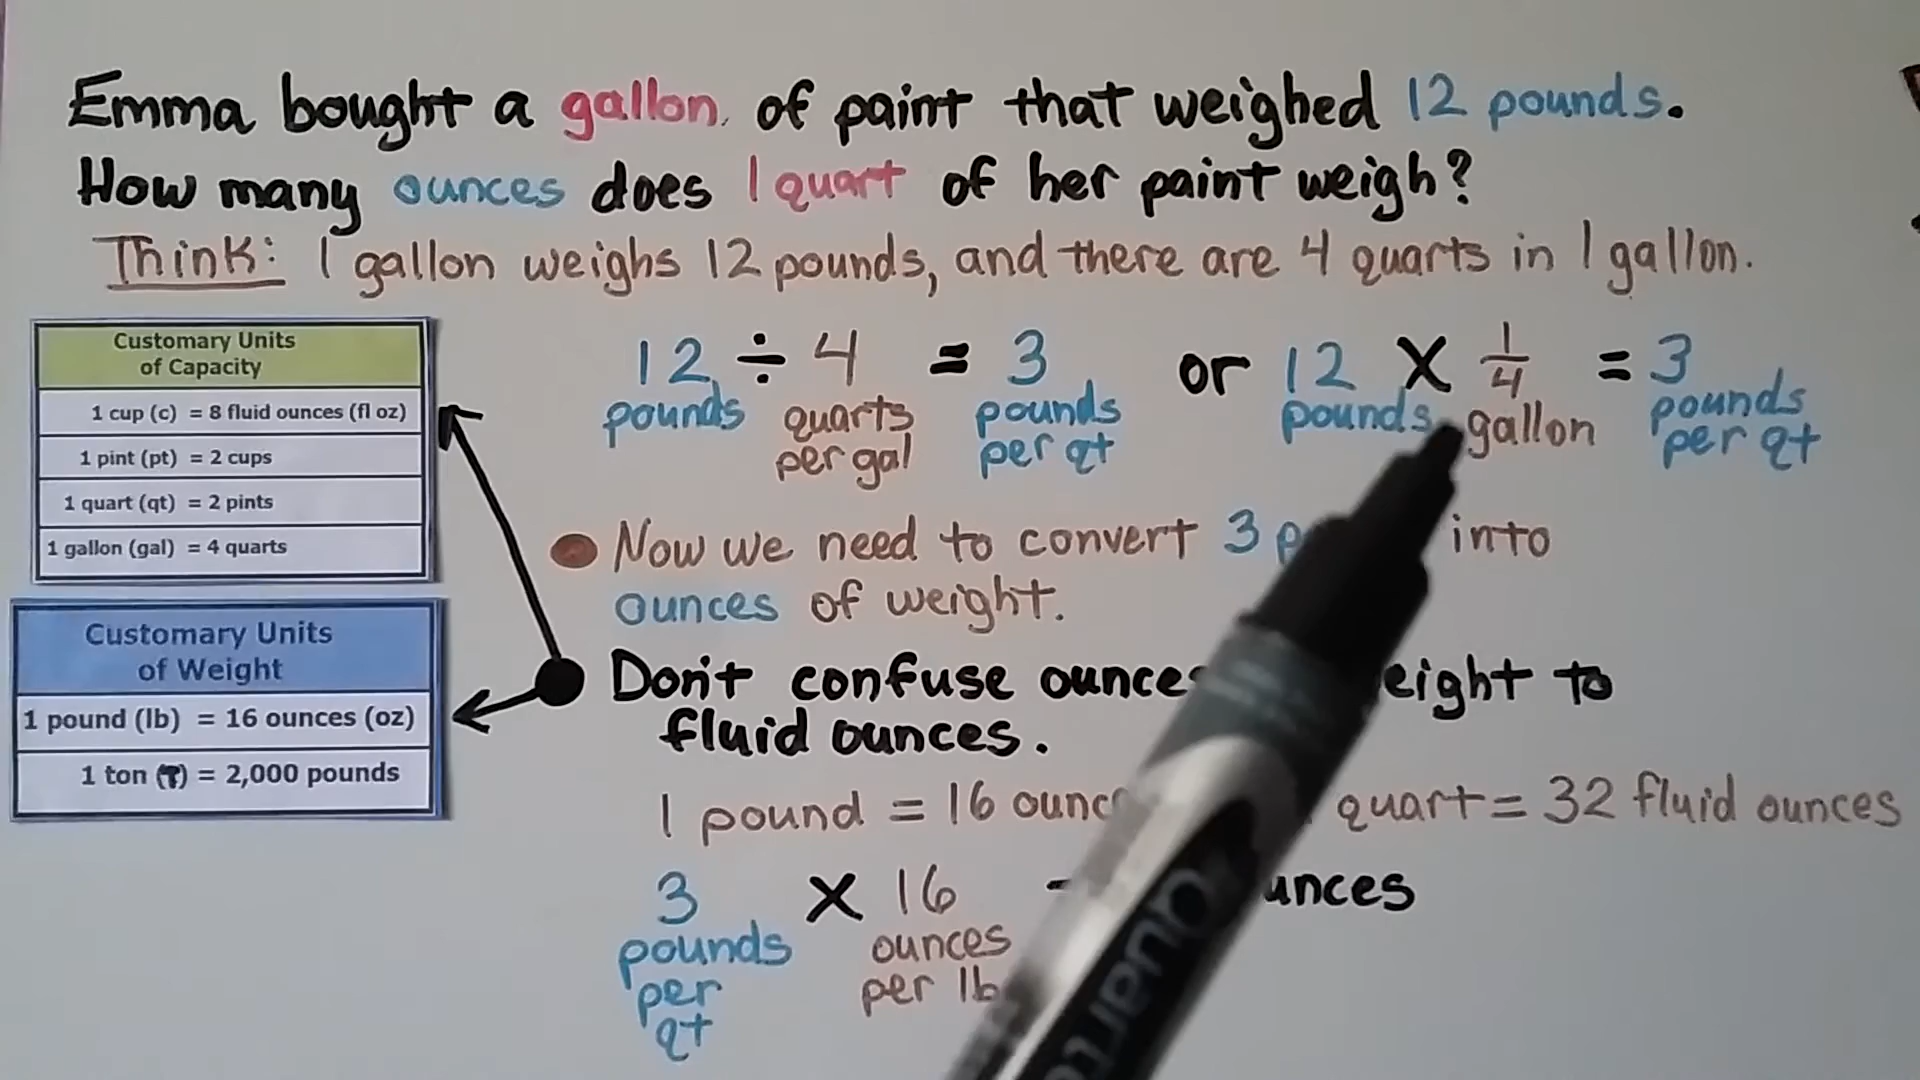 Emma bought a gallon of paint that weighed 12 pounds.
How many ounces does 1 quart of her paint weigh?
Think: 1 gallon weighs 12 pounds, and there are 4 quarts in 1 gallon.
Customary Units
of Capacity
1 cup (c) = 8 fluid ounces (fl oz)
1 pint (pt) = 2 cups
1 quart (qt) = 2 pints
1 gallon (gal) = 4 quarts
Customary Units
of Weight
1 pound (lb) = 16 ounces (oz)
1 ton (T) = 2,000 pounds
12 ÷ 4 = 3 or 12 X 1/4 = 3
pounds quarts pounds pounds gallon pounds
per gal per qt per qt
Now we need to convert 3 into
ounces of weight.
Don't confuse to
fluid ounces.
1 pound = 16 quart = 32 fluid ounces
3 X 16
pounds ounces
per per lb
qt
Quartet